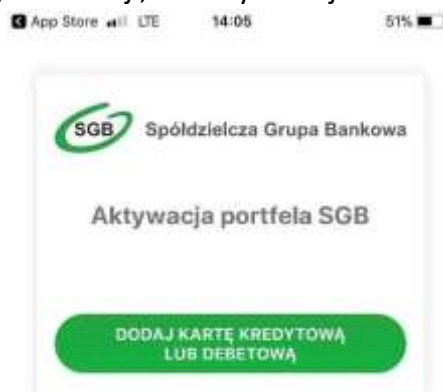 App Store LTE 14:05 51%
SGB Spółdzielcza Grupa Bankowa
Aktywacja portfela SGB
DODAJ KARTĘ KREDYTOWĄ
LUB DEBETOWĄ